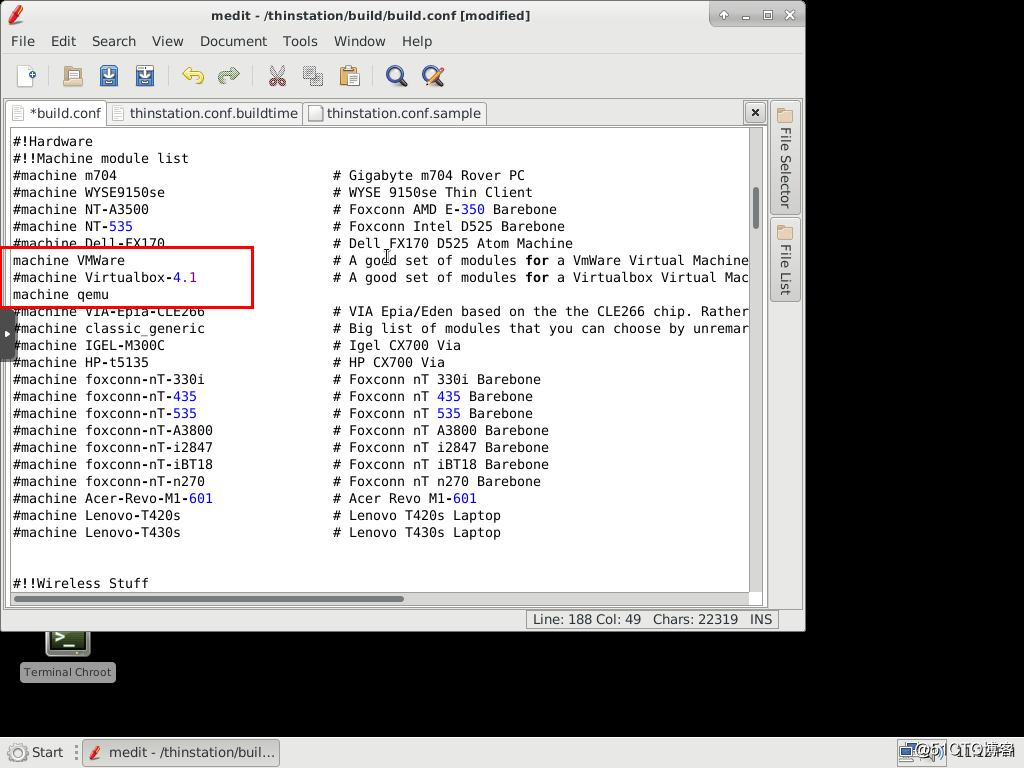 medit - /thinstation/build/build.conf [modified]
File Edit Search View Document Tools Window Help
*build.conf thinstation.conf.buildtime thinstation.conf.sample
#!Hardware
#!!Machine module list
#machine m704 # Gigabyte m704 Rover PC
#machine WYSE9150se # WYSE 9150se Thin Client
#machine NT-A3500 # Foxconn AMD E-350 Barebone
#machine NT-535 # Foxconn Intel D525 Barebone
#machine Dell-FX170 # Dell FX170 D525 Atom Machine
machine VMWare # A good set of modules for a VmWare Virtual Machine
#machine Virtualbox-4.1 # A good set of modules for a Virtualbox Virtual Mac
machine qemu
#machine VIA-Epia-CLE266 # VIA Epia/Eden based on the the CLE266 chip. Rather
#machine classic_generic # Big list of modules that you can choose by unremar
#machine IGEL-M300C # Igel CX700 Via
#machine HP-t5135 # HP CX700 Via
#machine foxconn-nT-330i # Foxconn nT 330i Barebone
#machine foxconn-nT-435 # Foxconn nT 435 Barebone
#machine foxconn-nT-535 # Foxconn nT 535 Barebone
#machine foxconn-nT-A3800 # Foxconn nT A3800 Barebone
#machine foxconn-nT-i2847 # Foxconn nT i2847 Barebone
#machine foxconn-nT-iBT18 # Foxconn nT iBT18 Barebone
#machine foxconn-nT-n270 # Foxconn nT n270 Barebone
#machine Acer-Revo-M1-601 # Acer Revo M1-601
#machine Lenovo-T420s # Lenovo T420s Laptop
#machine Lenovo-T430s # Lenovo T430s Laptop
#!!Wireless Stuff
File Selector
File List
Line: 188 Col: 49 Chars: 22319 INS
Terminal Chroot
Start medit - /thinstation/buil...
@51CTO博客